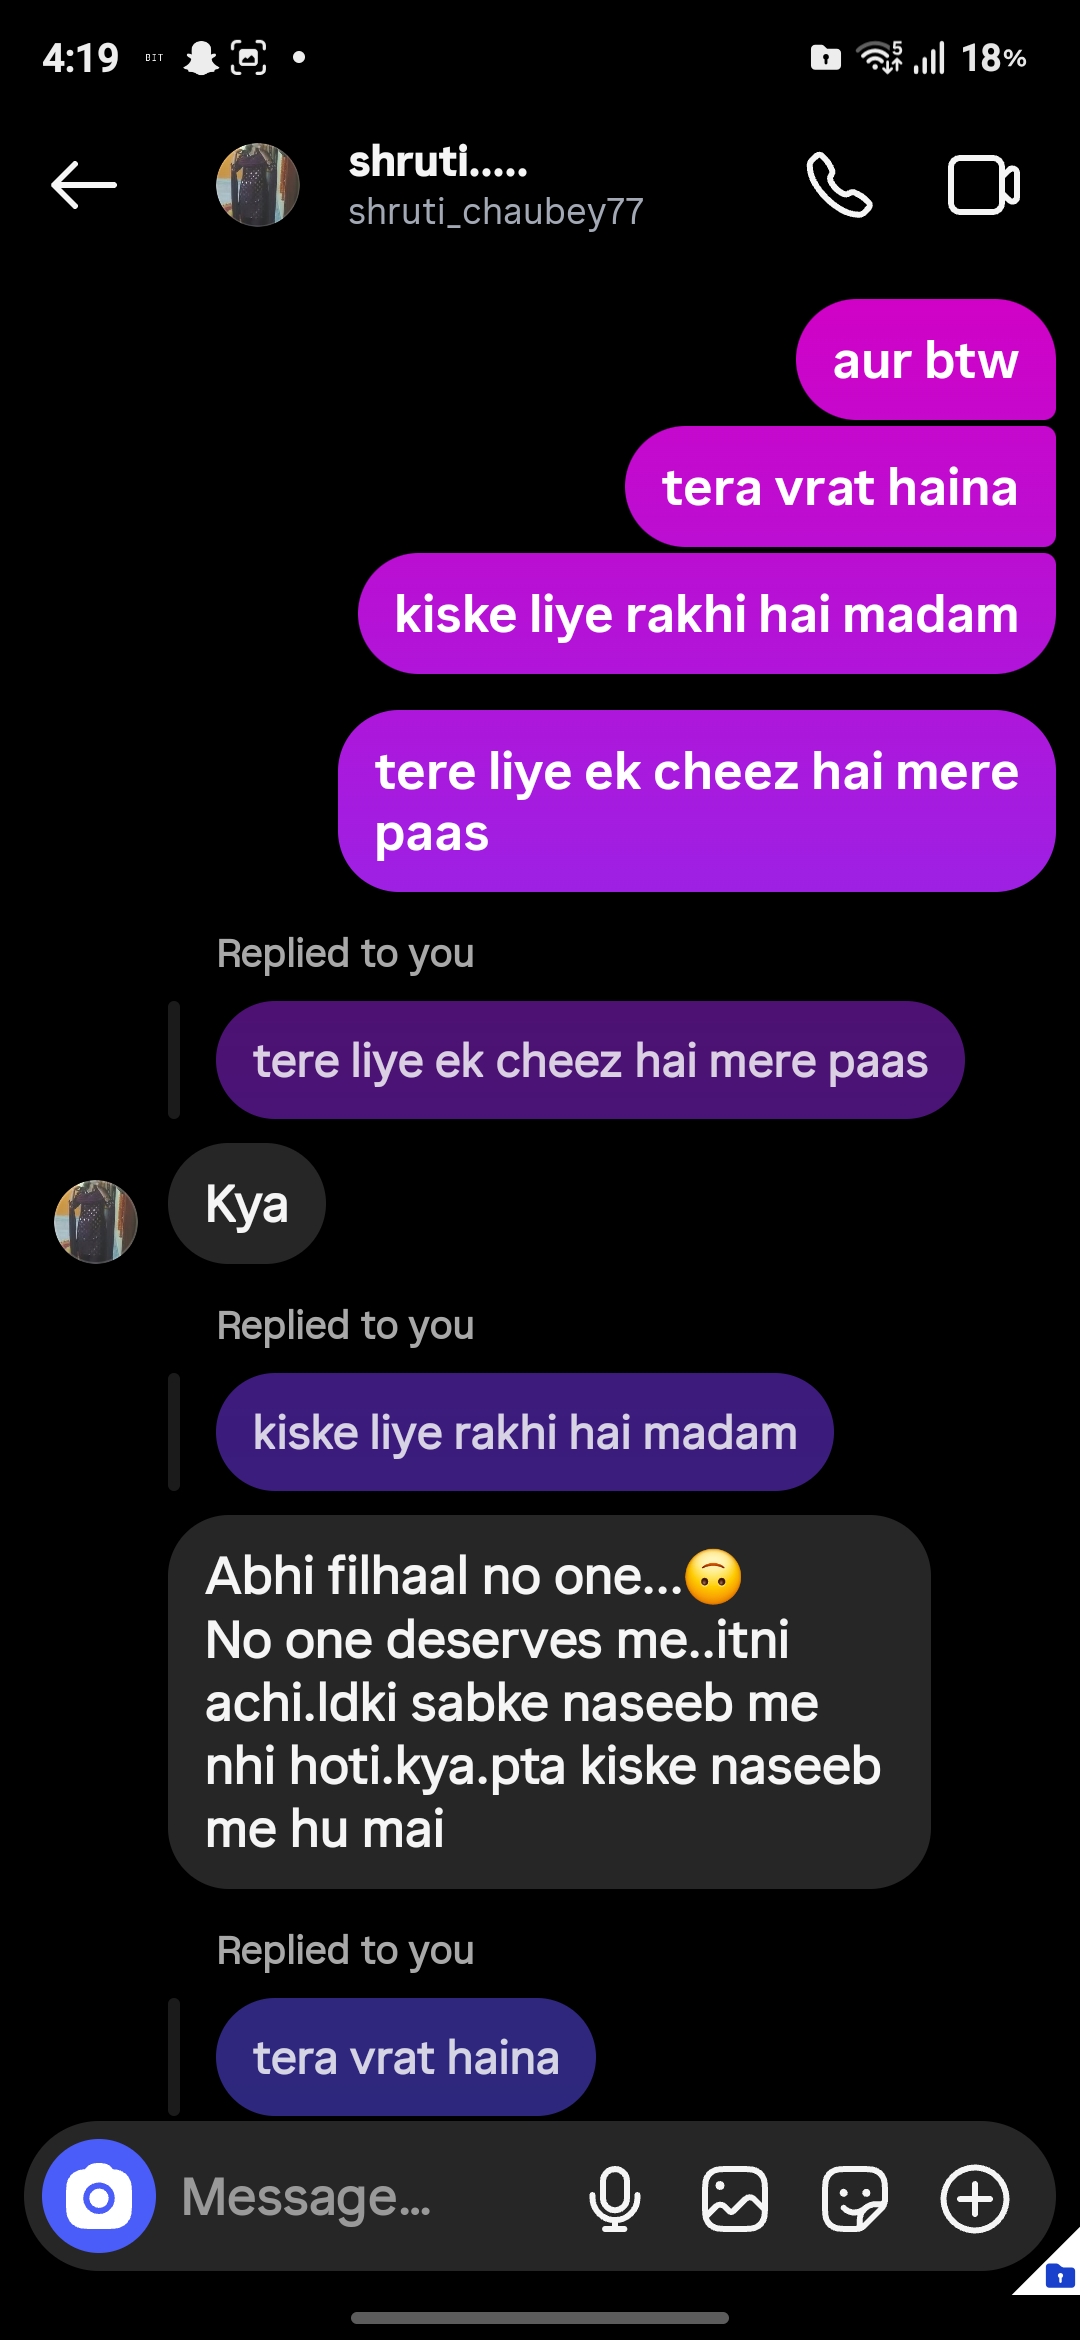 4:19
BIT
5
18%
shruti.....
shruti_chaubey77
aur btw
tera vrat haina
kiske liye rakhi hai madam
tere liye ek cheez hai mere
paas
Replied to you
tere liye ek cheez hai mere paas
Kya
Replied to you
kiske liye rakhi hai madam
Abhi filhaal no one...🙃
No one deserves me..itni
achi.ldki sabke naseeb me
nhi hoti.kya.pta kiske naseeb
me hu mai
Replied to you
tera vrat haina
Message...